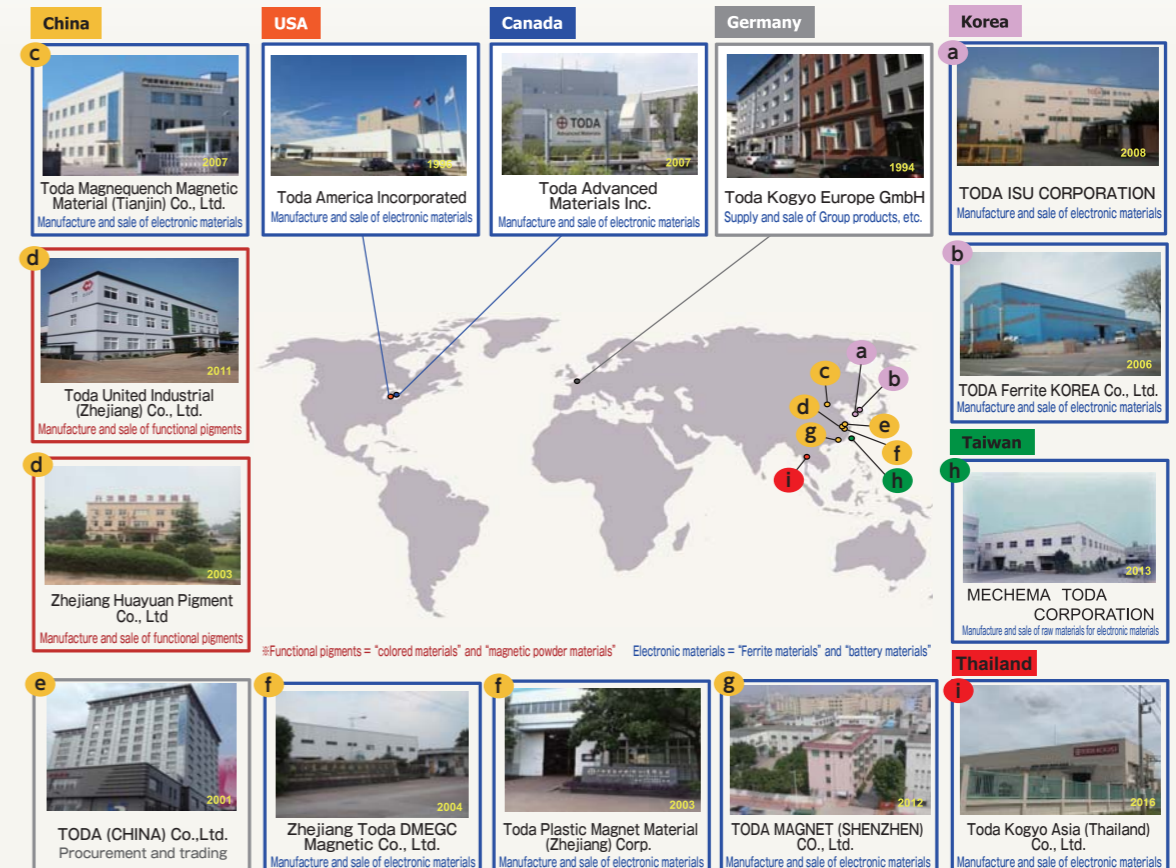 China
USA
Canada
Germany
Korea
c
2007
Toda Magnequench Magnetic
Material (Tianjin) Co., Ltd.
Manufacture and sale of electronic materials
Toda America Incorporated
Manufacture and sale of electronic materials
TODA
Advanced Materials
2007
Toda Advanced
Materials Inc.
Manufacture and sale of electronic materials
1994
Toda Kogyo Europe GmbH
Supply and sale of Group products, etc.
a
TODA
2008
TODA ISU CORPORATION
Manufacture and sale of electronic materials
d
2011
Toda United Industrial
(Zhejiang) Co., Ltd.
Manufacture and sale of functional pigments
b
2006
TODA Ferrite KOREA Co., Ltd.
Manufacture and sale of electronic materials
a
c
b
d
e
g
f
i
h
d
2003
Zhejiang Huayuan Pigment
Co., Ltd
Manufacture and sale of functional pigments
Taiwan
h
2013
MECHEMA TODA
CORPORATION
Manufacture and sale of raw materials for electronic materials
※Functional pigments = “colored materials” and “magnetic powder materials”
Electronic materials = “Ferrite materials” and “battery materials”
Thailand
e
2001
TODA (CHINA) Co.,Ltd.
Procurement and trading
f
2004
Zhejiang Toda DMEGC
Magnetic Co., Ltd.
Manufacture and sale of electronic materials
f
2003
Toda Plastic Magnet Material
(Zhejiang) Corp.
Manufacture and sale of electronic materials
g
2012
TODA MAGNET (SHENZHEN)
CO., Ltd.
Manufacture and sale of electronic materials
i
TODA KOGYO
2016
Toda Kogyo Asia (Thailand)
Co., Ltd.
Manufacture and sale of electronic materials